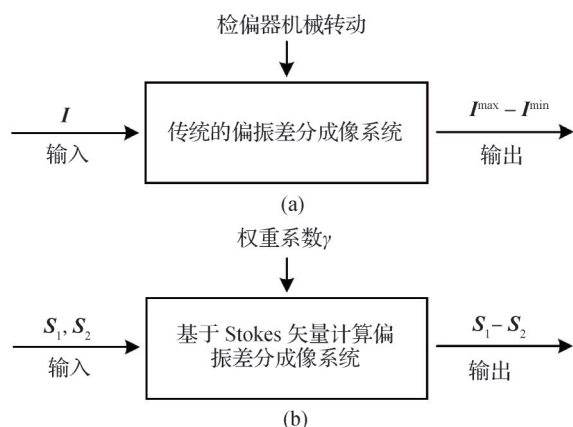 检偏器机械转动
I
输入
传统的偏振差分成像系统
I^max − I^min
输出
(a)
权重系数γ
S₁, S₂
输入
基于 Stokes 矢量计算偏
振差分成像系统
S₁− S₂
输出
(b)